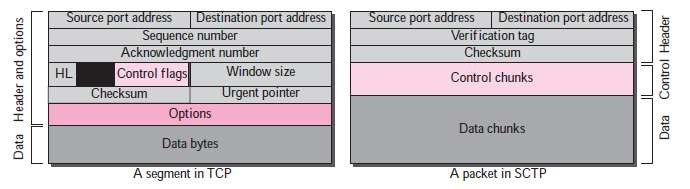 Source port address Destination port address
Sequence number
Acknowledgment number
HL Control flags Window size
Checksum Urgent pointer
Options
Data bytes
Header and options
Data
A segment in TCP
Source port address Destination port address
Verification tag
Checksum
Control chunks
Data chunks
Header
Control
Data
A packet in SCTP